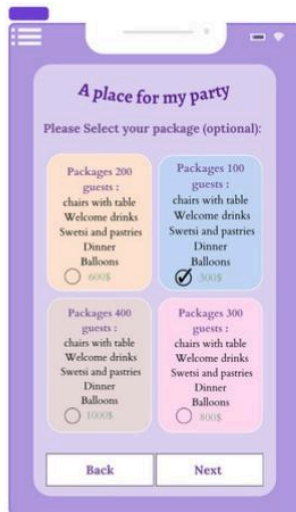 A place for my party
Please Select your package (optional):
Packages 200
guests :
chairs with table
Welcome drinks
Swetsi and pastries
Dinner
Balloons
600$
Packages 100
guests :
chairs with table
Welcome drinks
Swetsi and pastries
Dinner
Balloons
300$
Packages 400
guests :
chairs with table
Welcome drinks
Swetsi and pastries
Dinner
Balloons
1000$
Packages 300
guests :
chairs with table
Welcome drinks
Swetsi and pastries
Dinner
Balloons
800$
Back
Next